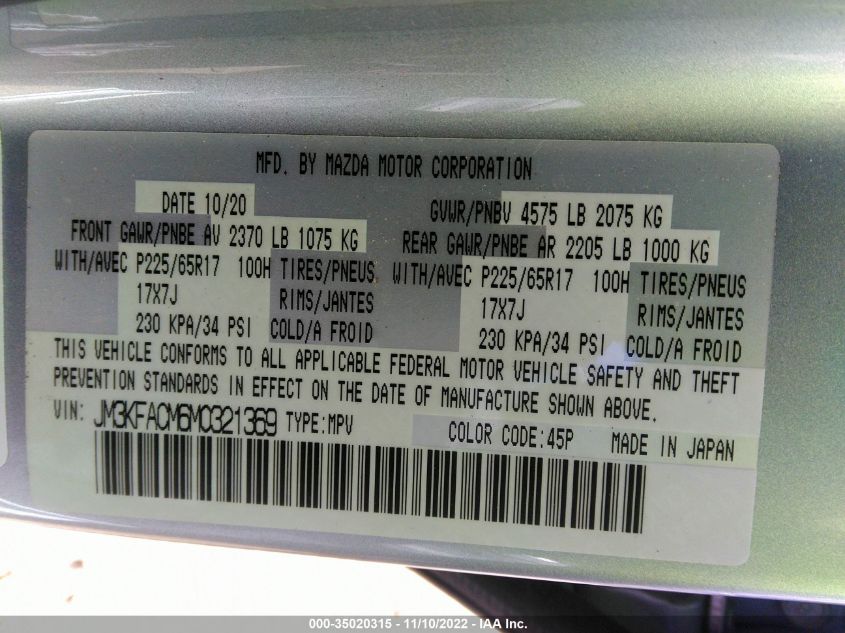 MFD. BY MAZDA MOTOR CORPORATION
DATE 10/20
GVWR/PNBV 4575 LB 2075 KG
FRONT GAWR/PNBE AV 2370 LB 1075 KG
REAR GAWR/PNBE AR 2205 LB 1000 KG
WITH/AVEC P225/65R17 100H TIRES/PNEUS
WITH/AVEC P225/65R17 100H TIRES/PNEUS
17X7J RIMS/JANTES
17X7J RIMS/JANTES
230 KPA/34 PSI COLD/A FROID
230 KPA/34 PSI COLD/A FROID
THIS VEHICLE CONFORMS TO ALL APPLICABLE FEDERAL MOTOR VEHICLE SAFETY AND THEFT
PREVENTION STANDARDS IN EFFECT ON THE DATE OF MANUFACTURE SHOWN ABOVE.
VIN: JM3KFACM6M0321369 TYPE:MPV
COLOR CODE:45P MADE IN JAPAN
000-35020315 - 11/10/2022 - IAA Inc.